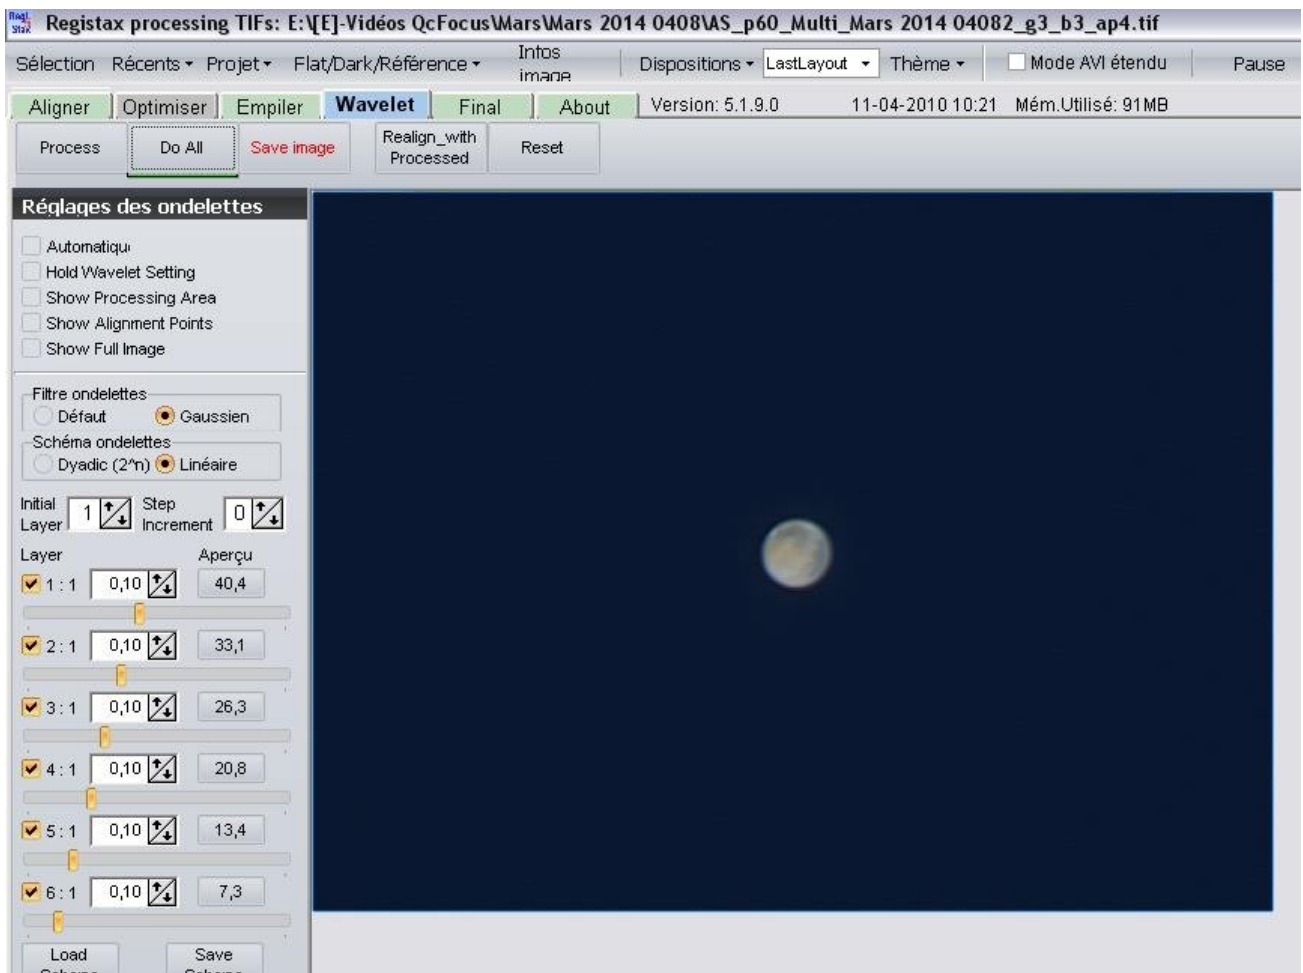 Registax processing TIFs: E:\[E]-Vidéos QcFocus\Mars\Mars 2014 0408\AS_p60_Multi_Mars 2014 04082_g3_b3_ap4.tif
Sélection Récents Projet Flat/Dark/Référence Infos image Dispositions LastLayout Thème Mode AVI étendu Pause
Aligner Optimiser Empiler Wavelet Final About Version: 5.1.9.0 11-04-2010 10:21 Mém.Utilisé: 91MB
Process Do All Save image Realign_with Processed Reset
Réglages des ondelettes
Automatiqu
Hold Wavelet Setting
Show Processing Area
Show Alignment Points
Show Full Image
Filtre ondelettes
Défaut Gaussien
Schéma ondelettes
Dyadic (2^n) Linéaire
Initial Layer 1 Step Increment 0
Layer Aperçu
1 : 1 0,10 40,4
2 : 1 0,10 33,1
3 : 1 0,10 26,3
4 : 1 0,10 20,8
5 : 1 0,10 13,4
6 : 1 0,10 7,3
Load Save